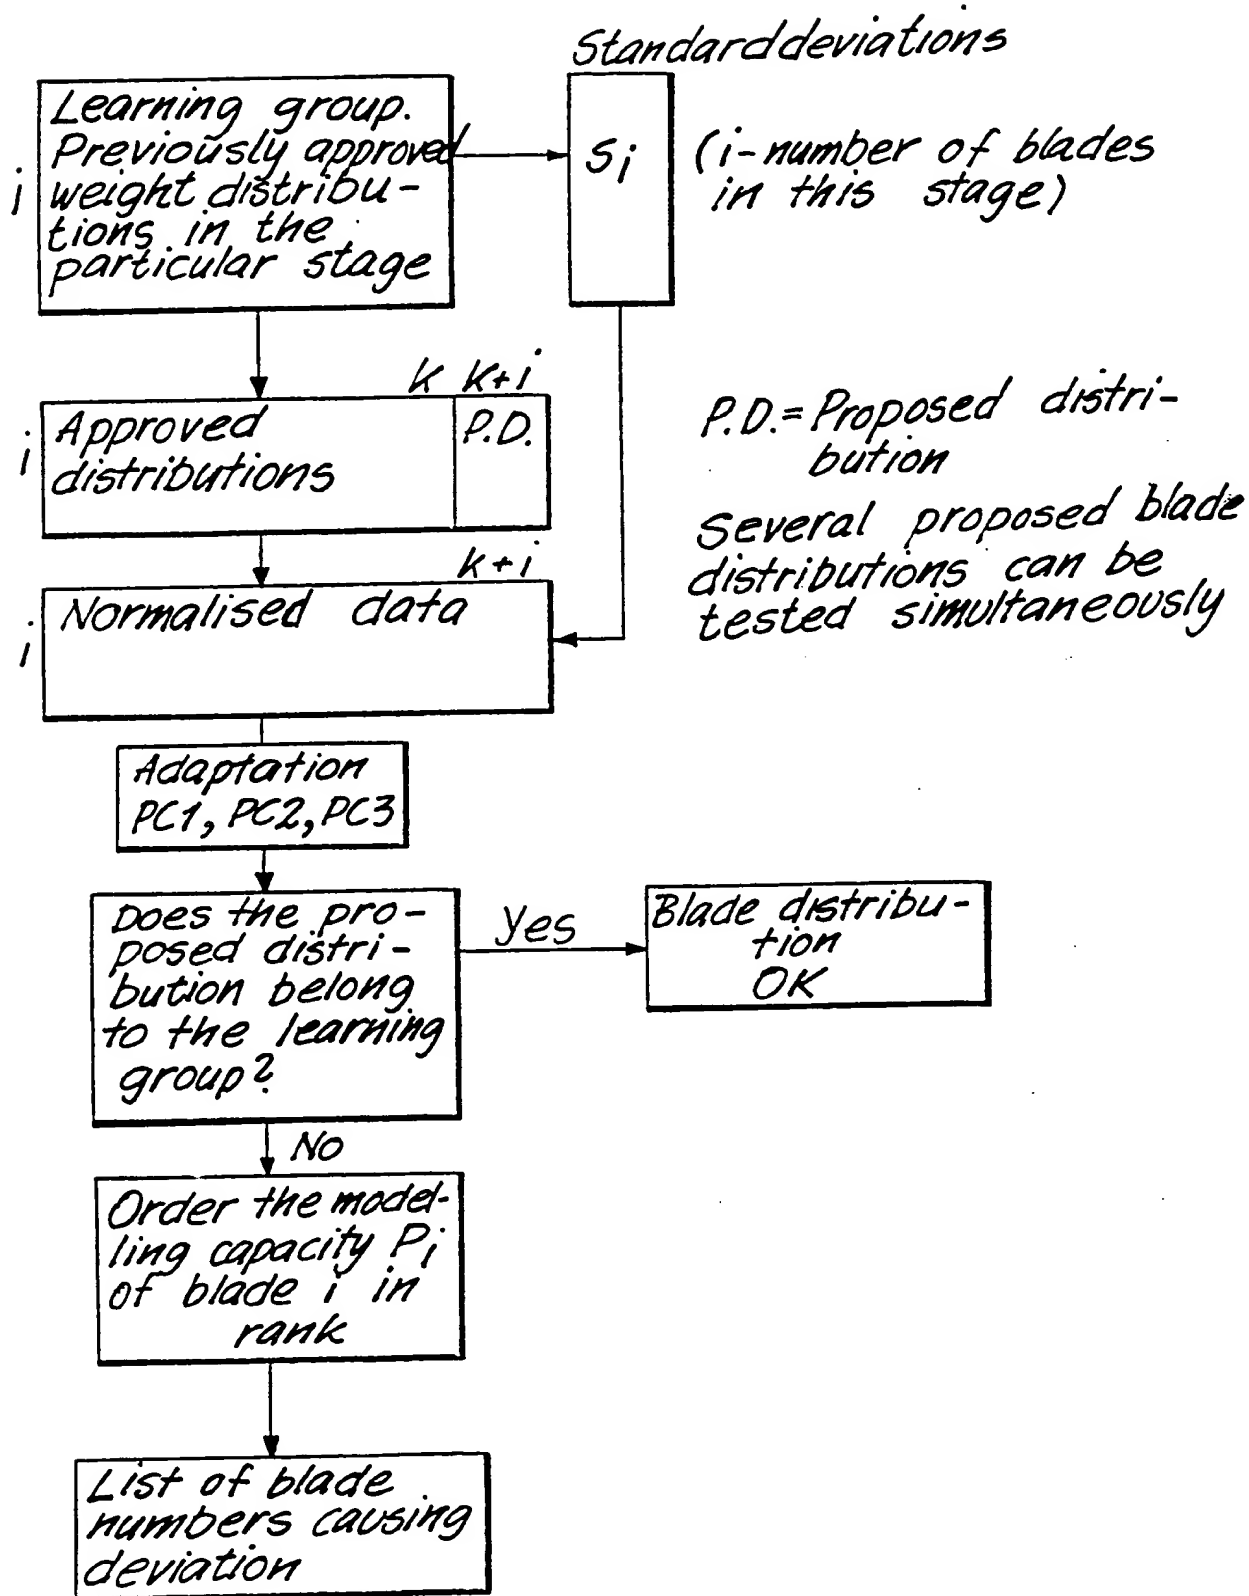 Standard deviations
Learning group.
Previously approved
weight distribu-
tions in the
particular stage
i
Si
(i-number of blades
in this stage)
k k+i
Approved
distributions
P.D.
i
P.D.= Proposed distri-
bution
Several proposed blade
distributions can be
tested simultaneously
k+i
Normalised data
i
Adaptation
PC1, PC2, PC3
Does the pro-
posed distri-
bution belong
to the learning
group?
Yes
Blade distribu-
tion
OK
No
Order the model-
ling capacity Pi
of blade i in
rank
List of blade
numbers causing
deviation